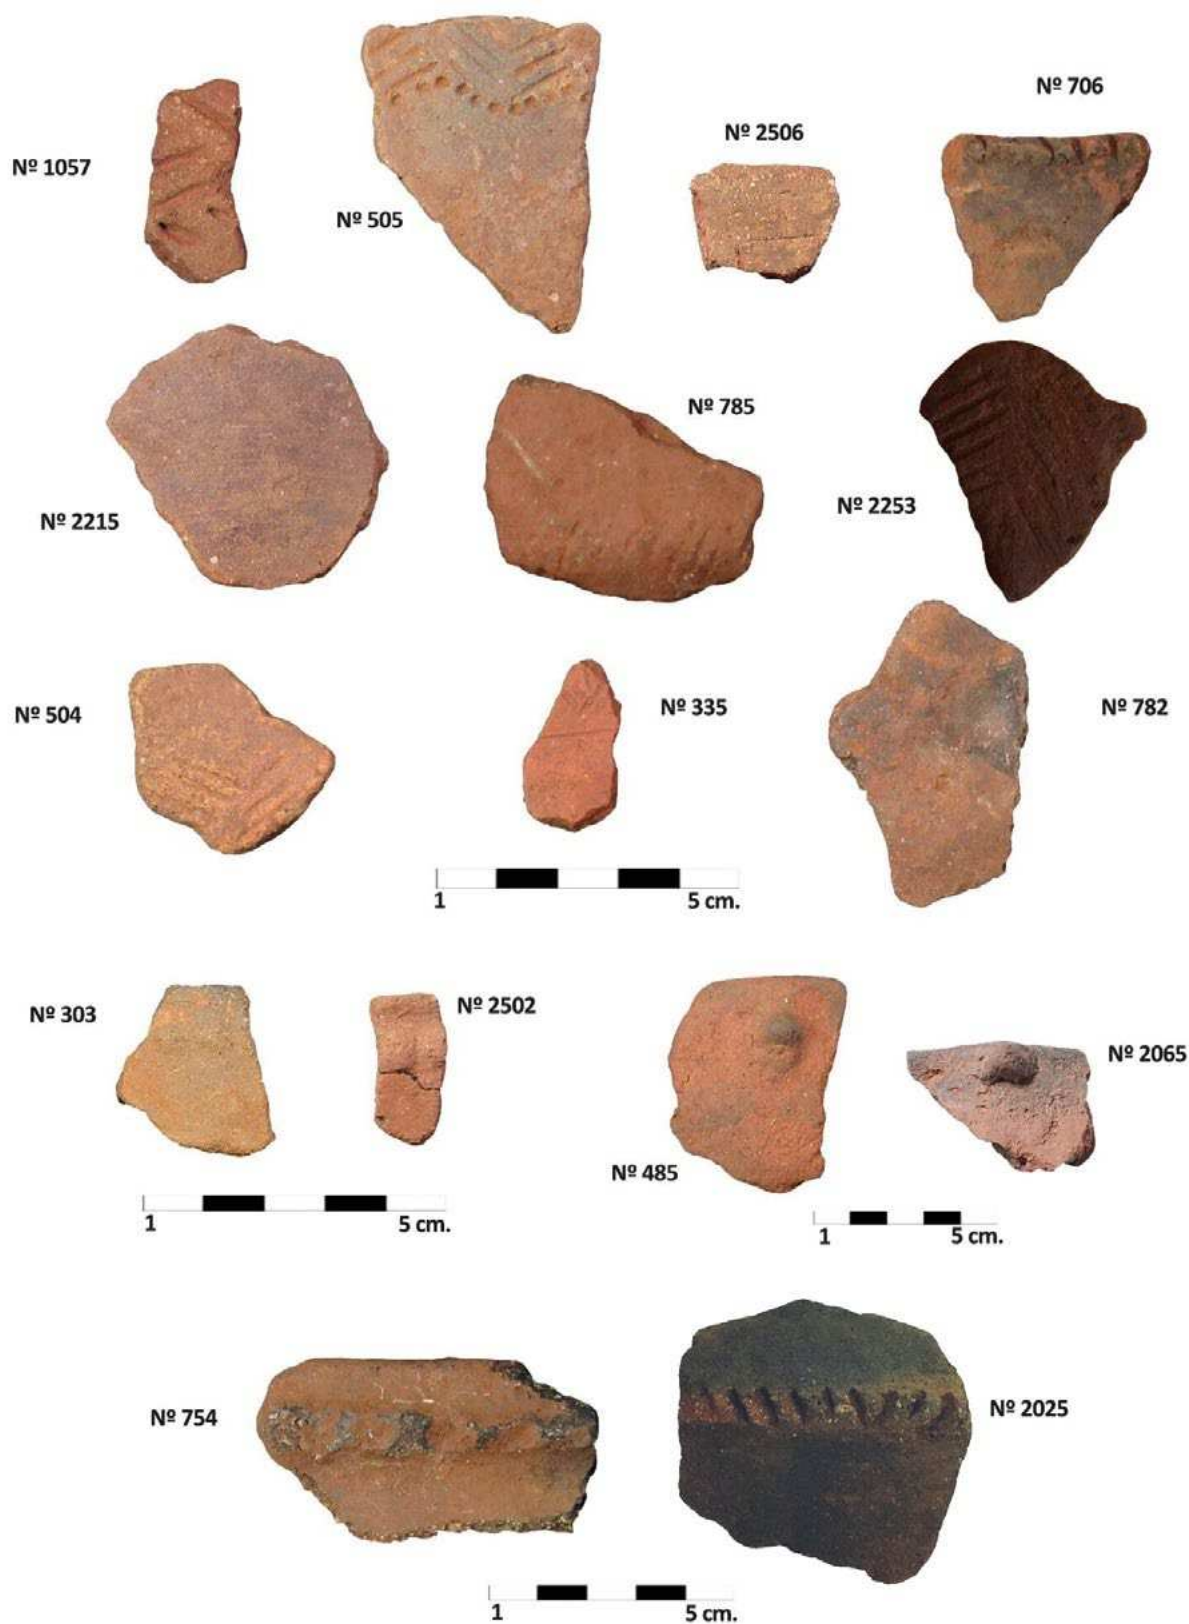 Nº 706
Nº 2506
Nº 1057
Nº 505
Nº 785
Nº 2215
Nº 2253
Nº 504
Nº 335
Nº 782
1 5 cm.
Nº 303
Nº 2502
Nº 2065
Nº 485
1 5 cm.
1 5 cm.
Nº 754
Nº 2025
1 5 cm.